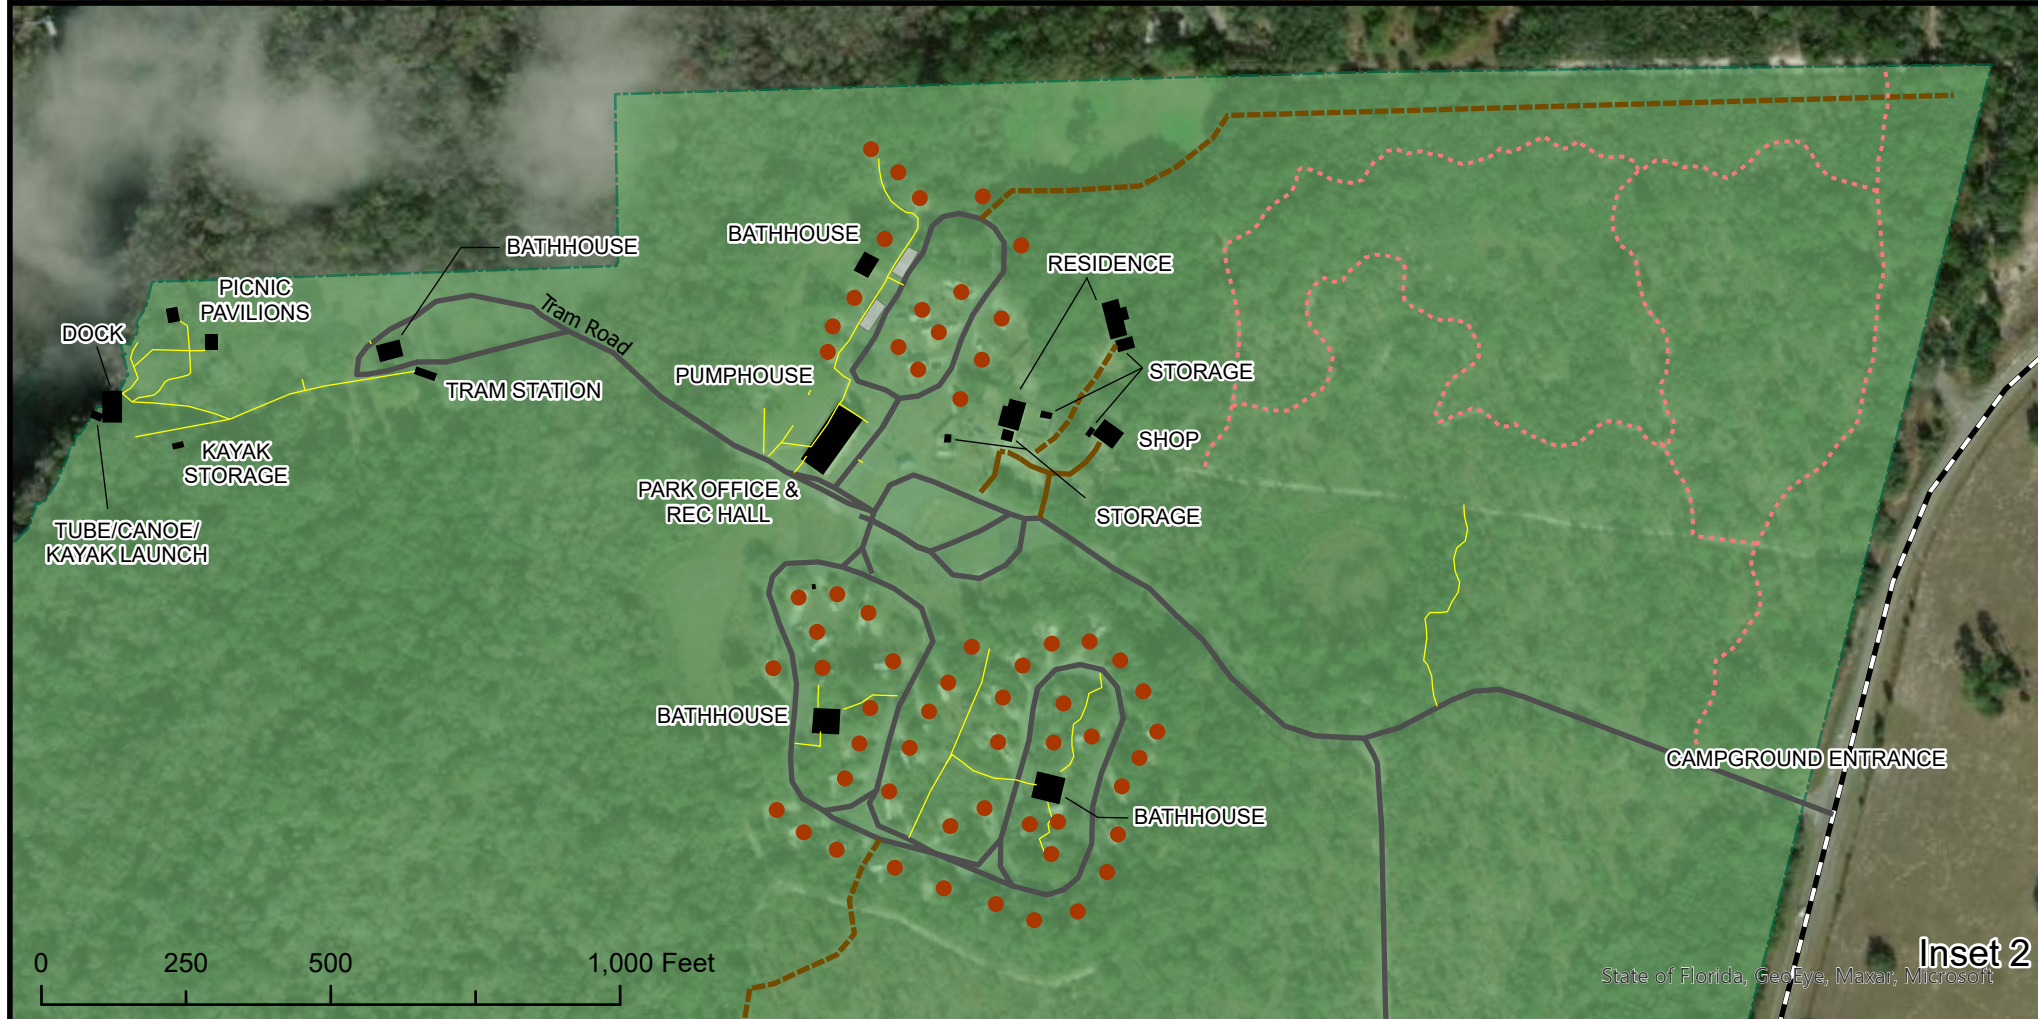 BATHHOUSE
BATHHOUSE
RESIDENCE
PICNIC
PAVILIONS
DOCK
Tram Road
PUMPHOUSE
STORAGE
TRAM STATION
SHOP
KAYAK
STORAGE
PARK OFFICE &
REC HALL
STORAGE
TUBE/CANOE/
KAYAK LAUNCH
BATHHOUSE
CAMPGROUND ENTRANCE
BATHHOUSE
0 250 500 1,000 Feet
Inset 2
State of Florida, GeoEye, Maxar, Microsoft